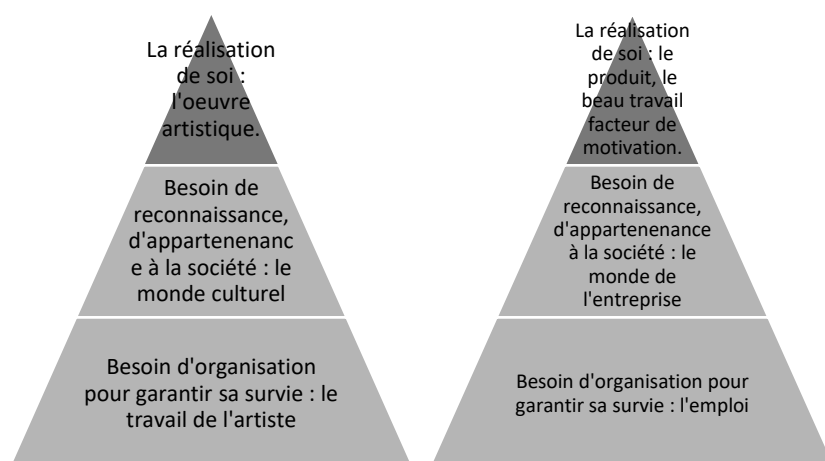 La réalisation
de soi :
l'oeuvre
artistique.
Besoin de
reconnaissance,
d'appartenenanc
e à la société : le
monde culturel
Besoin d'organisation
pour garantir sa survie : le
travail de l'artiste
La réalisation
de soi : le
produit, le
beau travail
facteur de
motivation.
Besoin de
reconnaissance,
d'appartenenance
à la société : le
monde de
l'entreprise
Besoin d'organisation pour
garantir sa survie : l'emploi